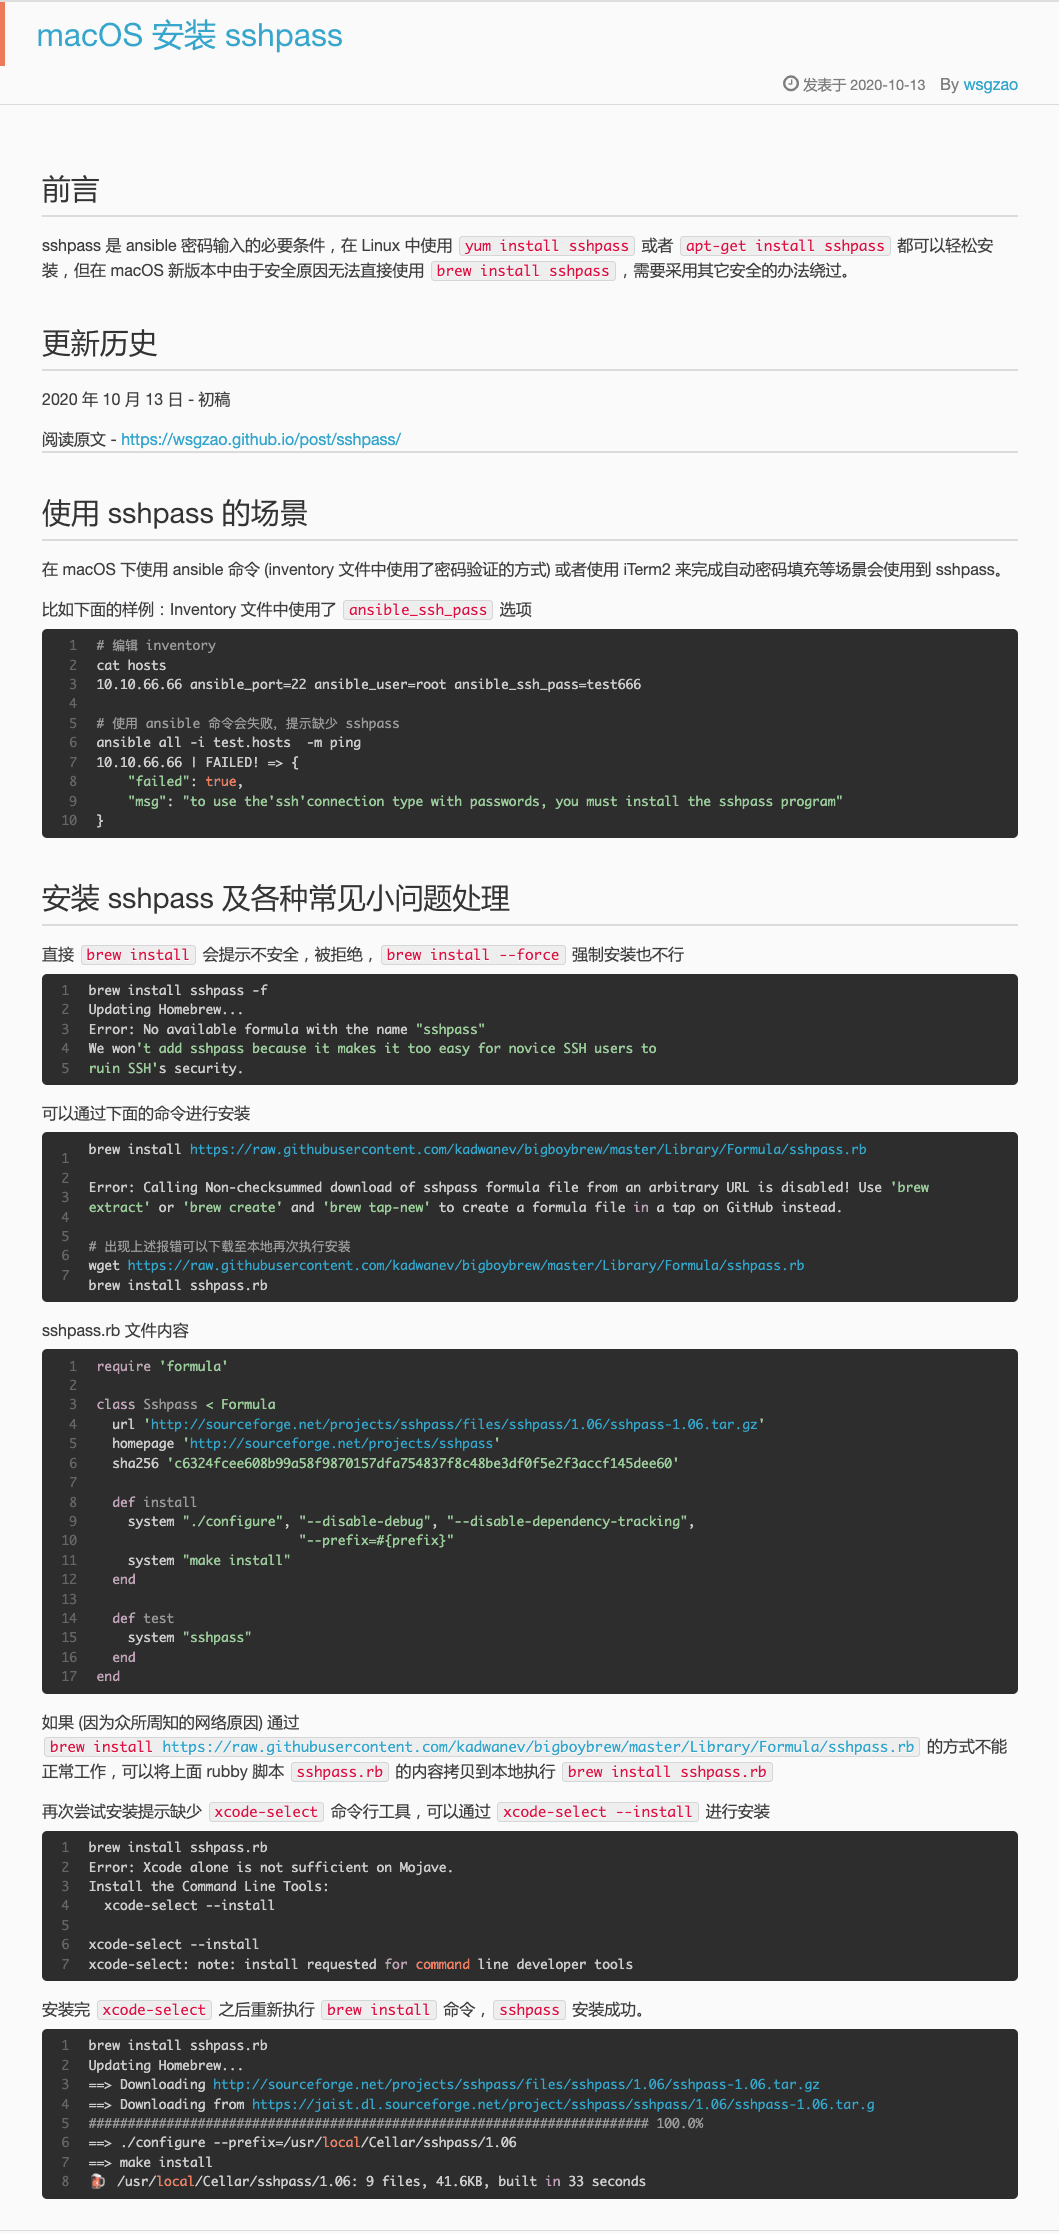 macOS 安装 sshpass
发表于 2020-10-13 By wsgzao
前言
sshpass 是 ansible 密码输入的必要条件，在 Linux 中使用 yum install sshpass 或者 apt-get install sshpass 都可以轻松安
装，但在 macOS 新版本中由于安全原因无法直接使用 brew install sshpass ，需要采用其它安全的办法绕过。
更新历史
2020 年 10 月 13 日 - 初稿
阅读原文 - https://wsgzao.github.io/post/sshpass/
使用 sshpass 的场景
在 macOS 下使用 ansible 命令 (inventory 文件中使用了密码验证的方式) 或者使用 iTerm2 来完成自动密码填充等场景会使用到 sshpass。
比如下面的样例：Inventory 文件中使用了 ansible_ssh_pass 选项
1 # 编辑 inventory
2 cat hosts
3 10.10.66.66 ansible_port=22 ansible_user=root ansible_ssh_pass=test666
4
5 # 使用 ansible 命令会失败，提示缺少 sshpass
6 ansible all -i test.hosts  -m ping
7 10.10.66.66 | FAILED! => {
8     "failed": true,
9     "msg": "to use the'ssh'connection type with passwords, you must install the sshpass program"
10 }
安装 sshpass 及各种常见小问题处理
直接 brew install 会提示不安全，被拒绝，brew install --force 强制安装也不行
1 brew install sshpass -f
2 Updating Homebrew...
3 Error: No available formula with the name "sshpass"
4 We won't add sshpass because it makes it too easy for novice SSH users to
5 ruin SSH's security.
可以通过下面的命令进行安装
brew install https://raw.githubusercontent.com/kadwanev/bigboybrew/master/Library/Formula/sshpass.rb
1
2
Error: Calling Non-checksummed download of sshpass formula file from an arbitrary URL is disabled! Use 'brew
3
extract' or 'brew create' and 'brew tap-new' to create a formula file in a tap on GitHub instead.
4
5
# 出现上述报错可以下载至本地再次执行安装
6
wget https://raw.githubusercontent.com/kadwanev/bigboybrew/master/Library/Formula/sshpass.rb
7
brew install sshpass.rb
sshpass.rb 文件内容
1 require 'formula'
2
3 class Sshpass < Formula
4   url 'http://sourceforge.net/projects/sshpass/files/sshpass/1.06/sshpass-1.06.tar.gz'
5   homepage 'http://sourceforge.net/projects/sshpass'
6   sha256 'c6324fcee608b99a58f9870157dfa754837f8c48be3df0f5e2f3accf145dee60'
7
8   def install
9     system "./configure", "--disable-debug", "--disable-dependency-tracking",
10                           "--prefix=#{prefix}"
11     system "make install"
12   end
13
14   def test
15     system "sshpass"
16   end
17 end
如果 (因为众所周知的网络原因) 通过
brew install https://raw.githubusercontent.com/kadwanev/bigboybrew/master/Library/Formula/sshpass.rb 的方式不能
正常工作，可以将上面 rubby 脚本 sshpass.rb 的内容拷贝到本地执行 brew install sshpass.rb
再次尝试安装提示缺少 xcode-select 命令行工具，可以通过 xcode-select --install 进行安装
1 brew install sshpass.rb
2 Error: Xcode alone is not sufficient on Mojave.
3 Install the Command Line Tools:
4   xcode-select --install
5
6 xcode-select --install
7 xcode-select: note: install requested for command line developer tools
安装完 xcode-select 之后重新执行 brew install 命令，sshpass 安装成功。
1 brew install sshpass.rb
2 Updating Homebrew...
3 ==> Downloading http://sourceforge.net/projects/sshpass/files/sshpass/1.06/sshpass-1.06.tar.gz
4 ==> Downloading from https://jaist.dl.sourceforge.net/project/sshpass/sshpass/1.06/sshpass-1.06.tar.g
5 ######################################################################## 100.0%
6 ==> ./configure --prefix=/usr/local/Cellar/sshpass/1.06
7 ==> make install
8 🍺 /usr/local/Cellar/sshpass/1.06: 9 files, 41.6KB, built in 33 seconds